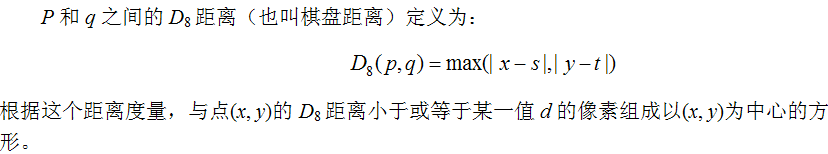 P 和 q 之间的 D₈ 距离（也叫棋盘距离）定义为：
D₈(p,q) = max(| x − s |,| y − t |)
根据这个距离度量，与点(x, y)的 D₈ 距离小于或等于某一值 d 的像素组成以(x, y)为中心的方
形。